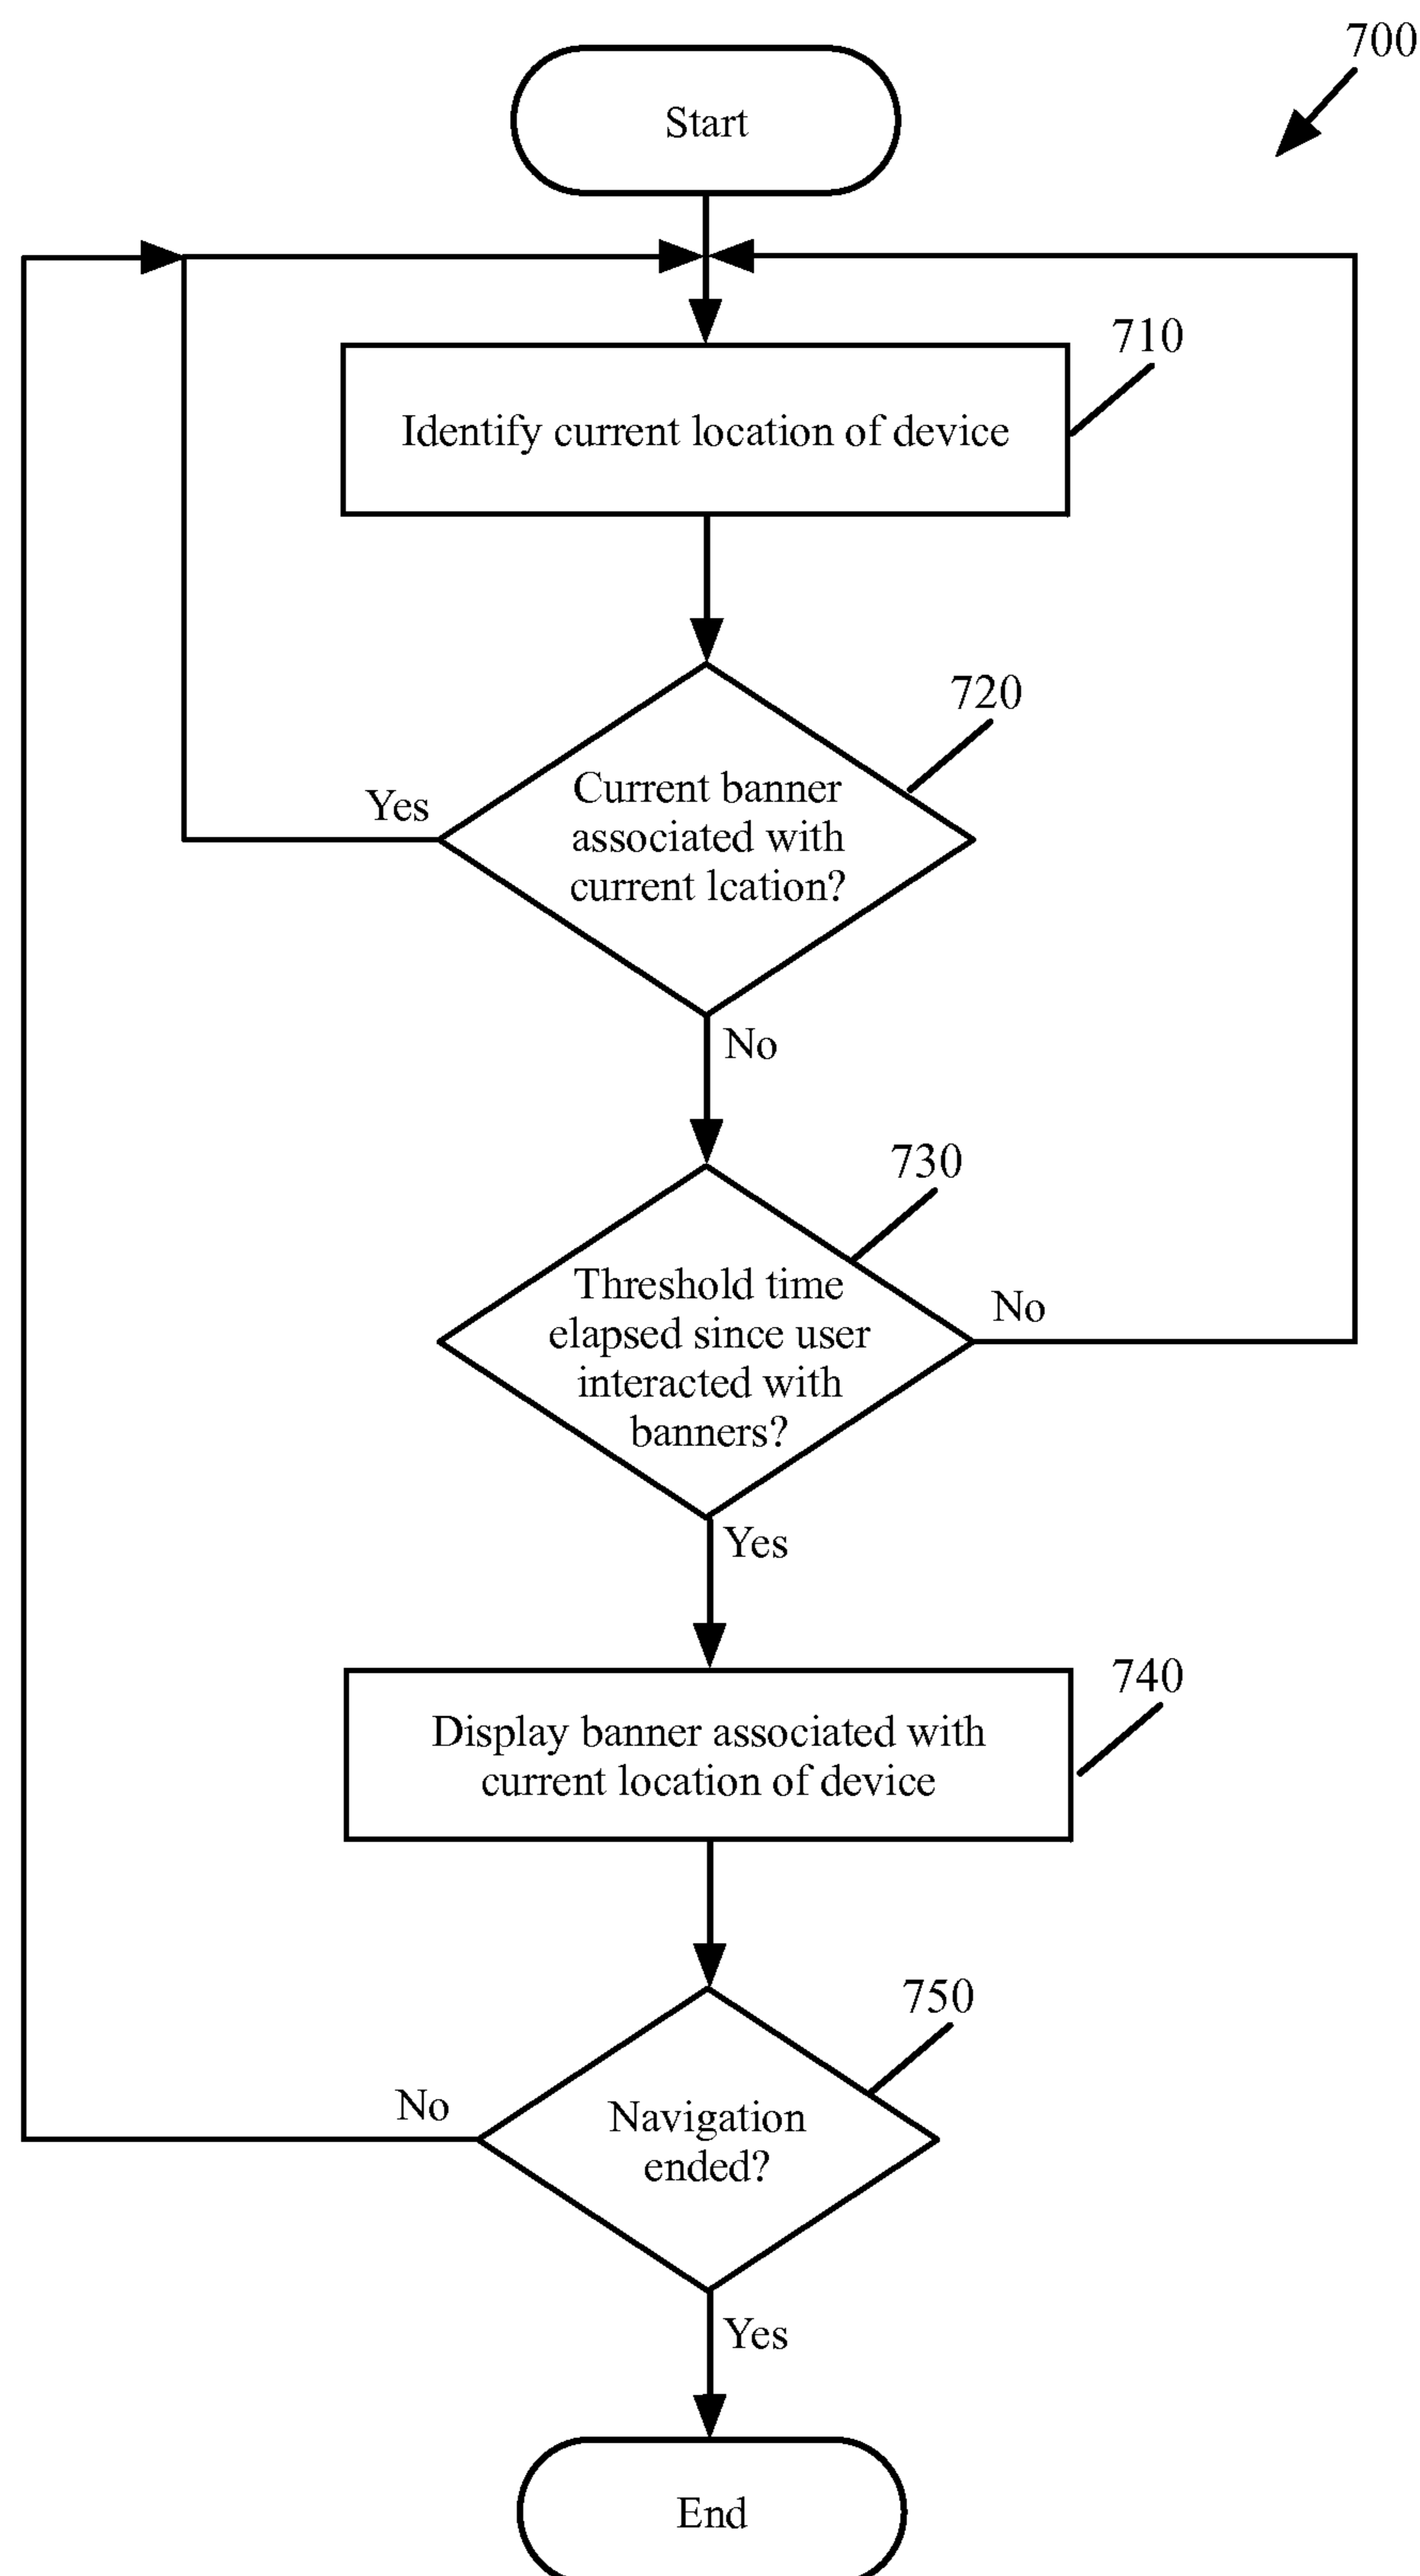 700
Start
710
Identify current location of device
720
Current banner
associated with
current lcation?
Yes
No
730
Threshold time
elapsed since user
interacted with
banners?
No
Yes
740
Display banner associated with
current location of device
750
Navigation
ended?
No
Yes
End